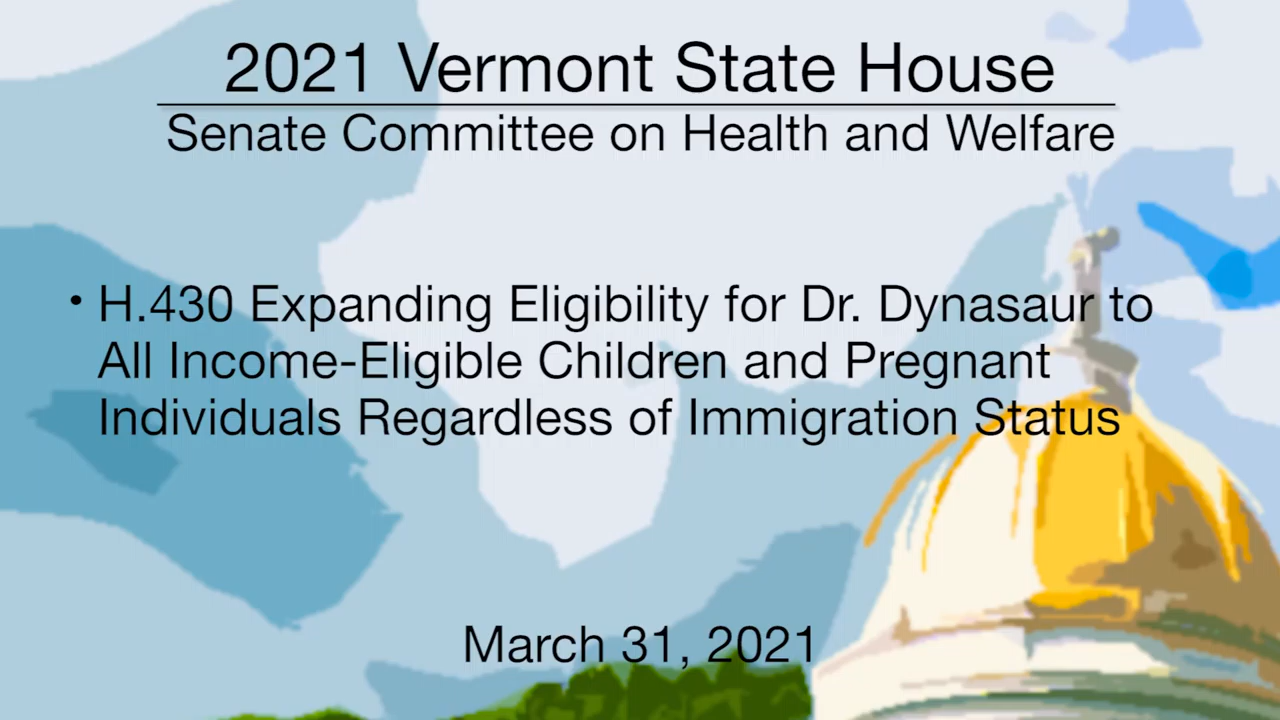 2021 Vermont State House
Senate Committee on Health and Welfare
• H.430 Expanding Eligibility for Dr. Dynasaur to
All Income-Eligible Children and Pregnant
Individuals Regardless of Immigration Status
March 31, 2021